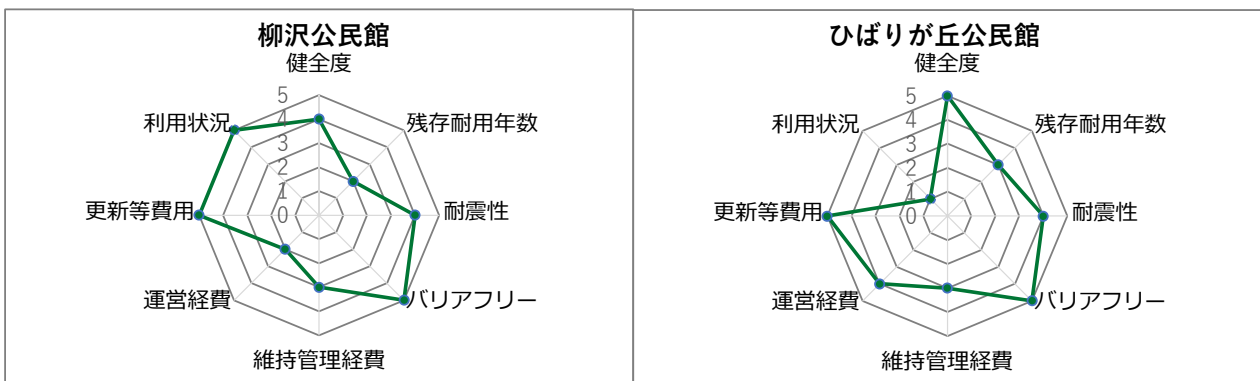 柳沢公民館
健全度
残存耐用年数
耐震性
バリアフリー
維持管理経費
運営経費
更新等費用
利用状況
5
4
3
2
1
0
ひばりが丘公民館
健全度
残存耐用年数
耐震性
バリアフリー
維持管理経費
運営経費
更新等費用
利用状況
5
4
3
2
1
0